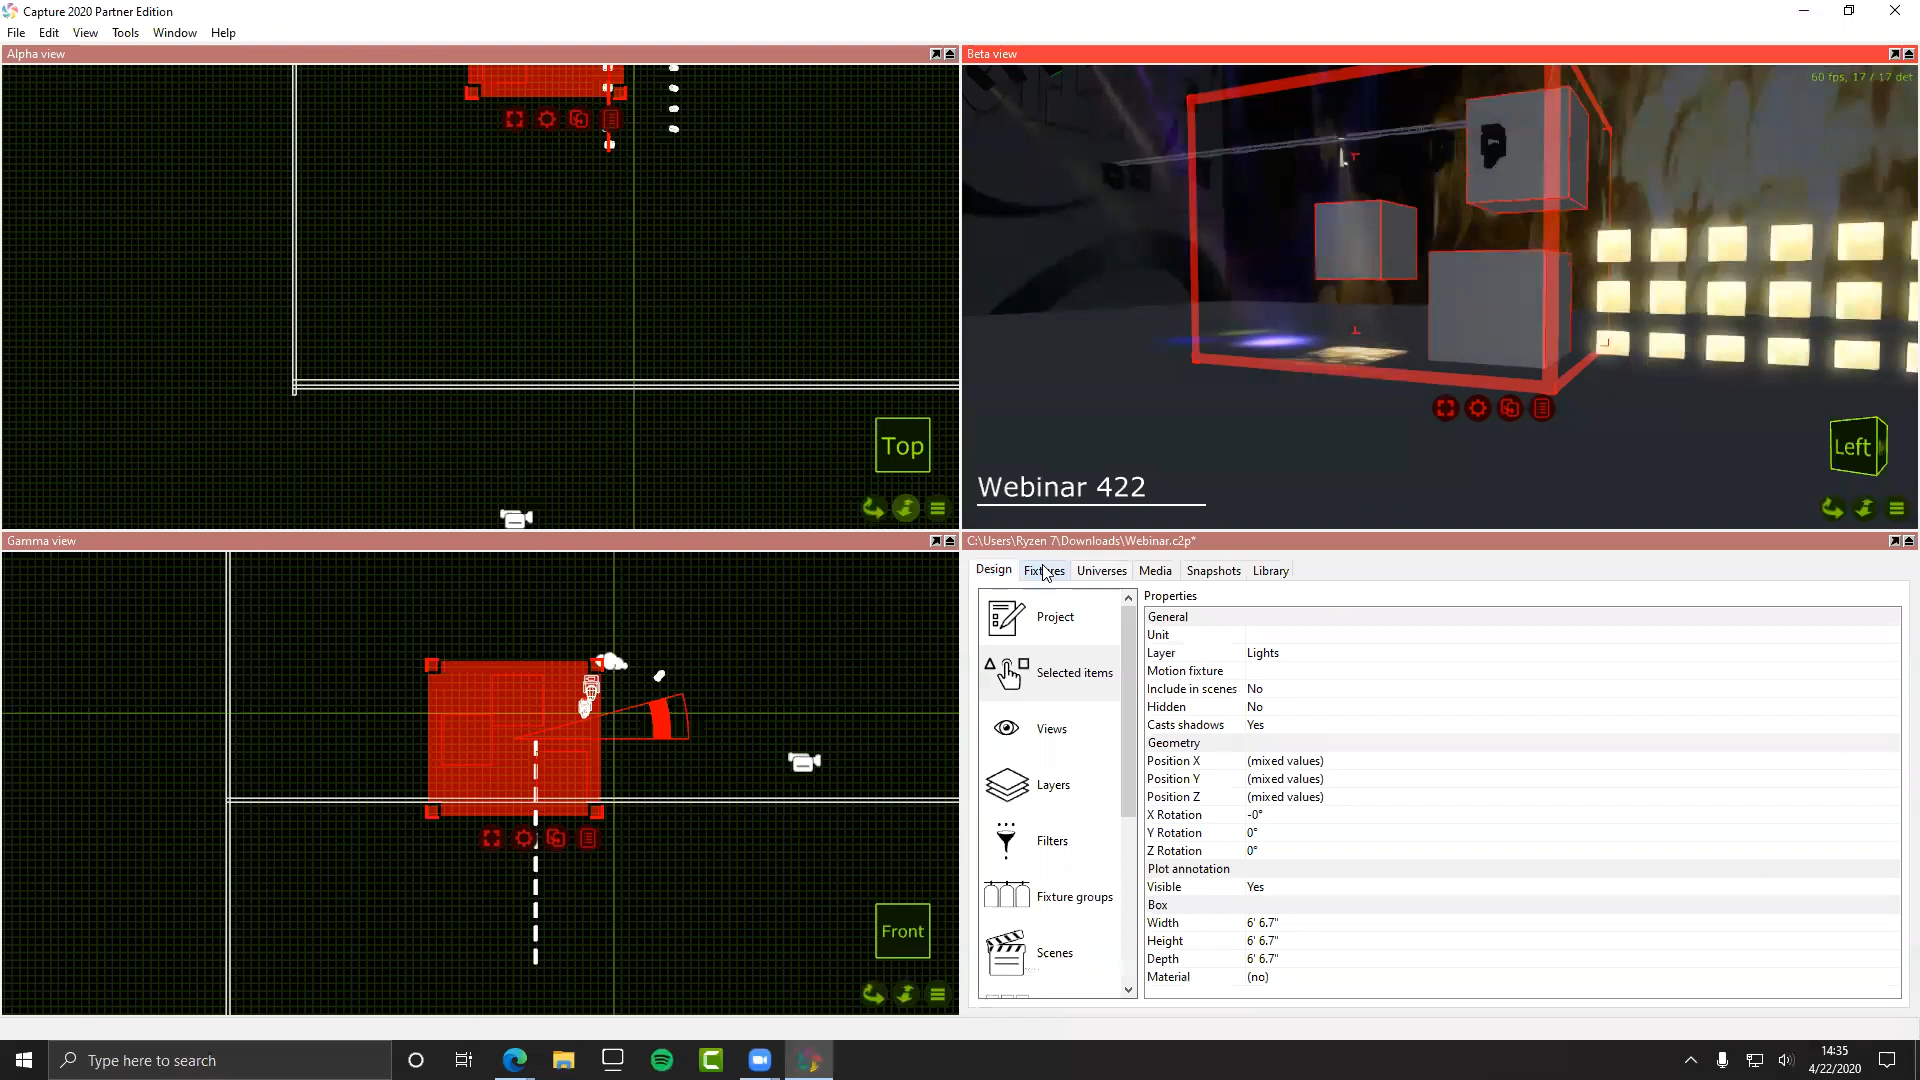 Capture 2020 Partner Edition
File Edit View Tools Window Help
Alpha view
Top
Beta view
60 fps, 17 / 17 det
Left
Webinar 422
Gamma view
Front
C:\Users\Ryzen 7\Downloads\Webinar.c2p*
Design Fixtures Universes Media Snapshots Library
Project
Selected items
Views
Layers
Filters
Fixture groups
Scenes
Properties
General
Unit
Layer Lights
Motion fixture
Include in scenes No
Hidden No
Casts shadows Yes
Geometry
Position X (mixed values)
Position Y (mixed values)
Position Z (mixed values)
X Rotation -0°
Y Rotation 0°
Z Rotation 0°
Plot annotation
Visible Yes
Box
Width 6' 6.7"
Height 6' 6.7"
Depth 6' 6.7"
Material (no)
Type here to search
14:35
4/22/2020